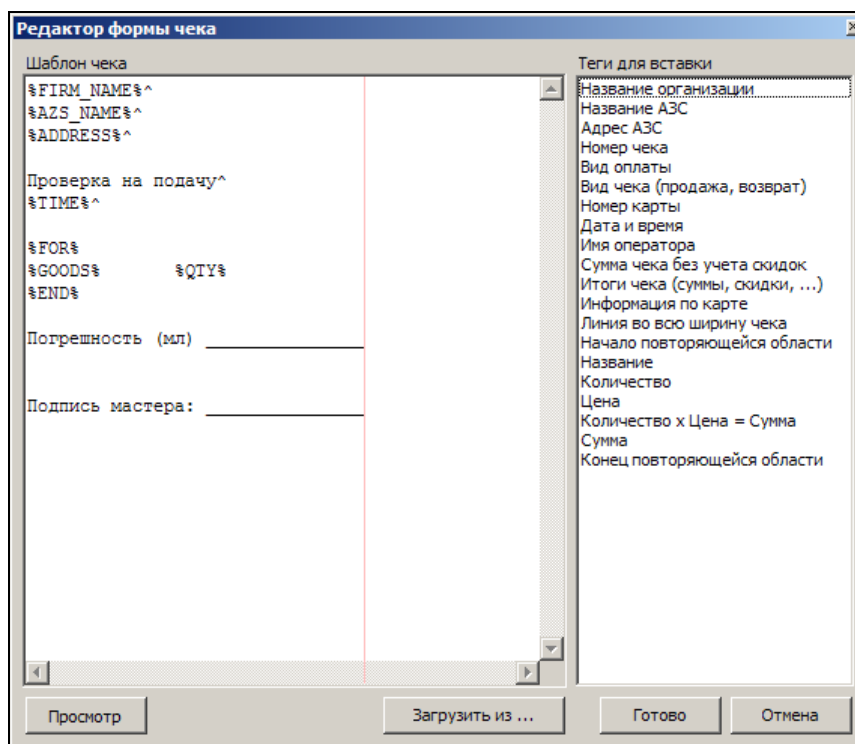 Редактор формы чека
Шаблон чека
%FIRM_NAME%^
%AZS_NAME%^
%ADDRESS%^
Проверка на подачу^
%TIME%^
%FOR%
%GOODS% %QTY%
%END%
Погрешность (мл) ______________
Подпись мастера: ______________
Теги для вставки
Название организации
Название АЗС
Адрес АЗС
Номер чека
Вид оплаты
Вид чека (продажа, возврат)
Номер карты
Дата и время
Имя оператора
Сумма чека без учета скидок
Итоги чека (суммы, скидки, ...)
Информация по карте
Линия во всю ширину чека
Начало повторяющейся области
Название
Количество
Цена
Количество x Цена = Сумма
Сумма
Конец повторяющейся области
Просмотр
Загрузить из ...
Готово
Отмена